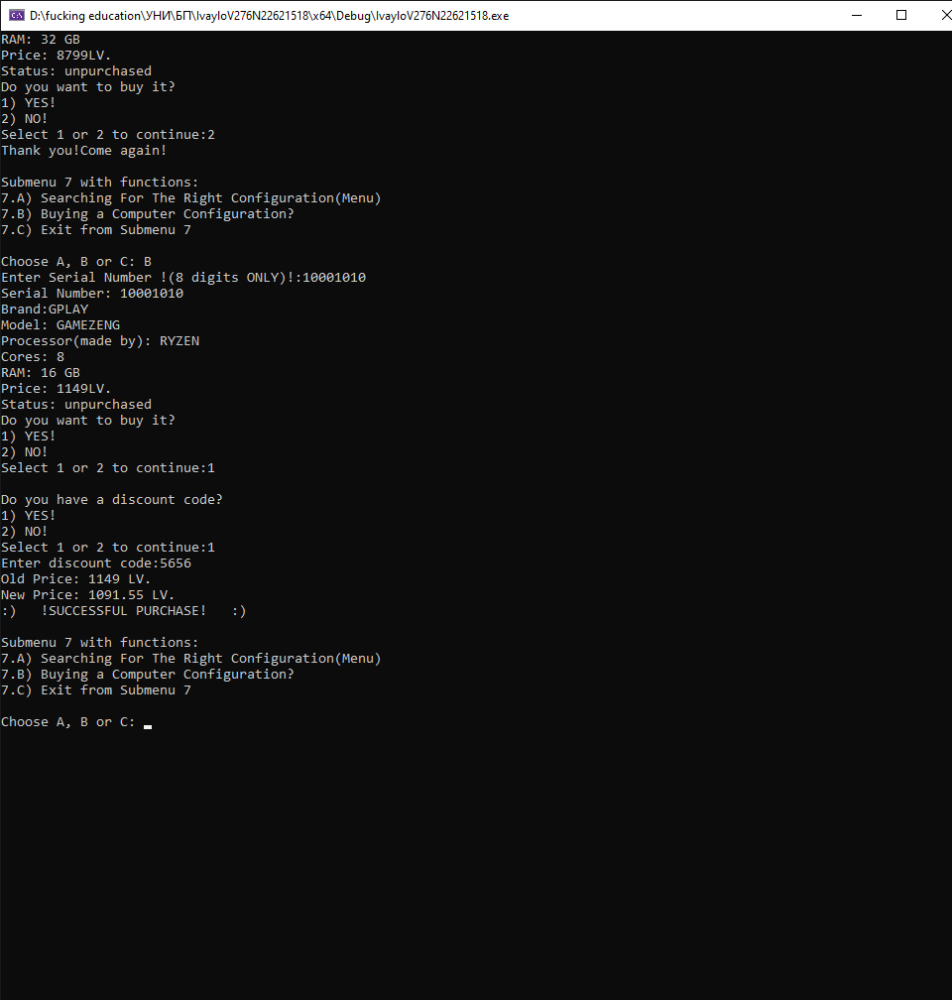 D:\fucking education\УНИ\БП\IvayloV276N22621518\x64\Debug\IvayloV276N22621518.exe
RAM: 32 GB
Price: 8799LV.
Status: unpurchased
Do you want to buy it?
1) YES!
2) NO!
Select 1 or 2 to continue:2
Thank you!Come again!
Submenu 7 with functions:
7.A) Searching For The Right Configuration(Menu)
7.B) Buying a Computer Configuration?
7.C) Exit from Submenu 7
Choose A, B or C: B
Enter Serial Number !(8 digits ONLY)!:10001010
Serial Number: 10001010
Brand:GPLAY
Model: GAMEZENG
Processor(made by): RYZEN
Cores: 8
RAM: 16 GB
Price: 1149LV.
Status: unpurchased
Do you want to buy it?
1) YES!
2) NO!
Select 1 or 2 to continue:1
Do you have a discount code?
1) YES!
2) NO!
Select 1 or 2 to continue:1
Enter discount code:5656
Old Price: 1149 LV.
New Price: 1091.55 LV.
:)   !SUCCESSFUL PURCHASE!   :)
Submenu 7 with functions:
7.A) Searching For The Right Configuration(Menu)
7.B) Buying a Computer Configuration?
7.C) Exit from Submenu 7
Choose A, B or C: